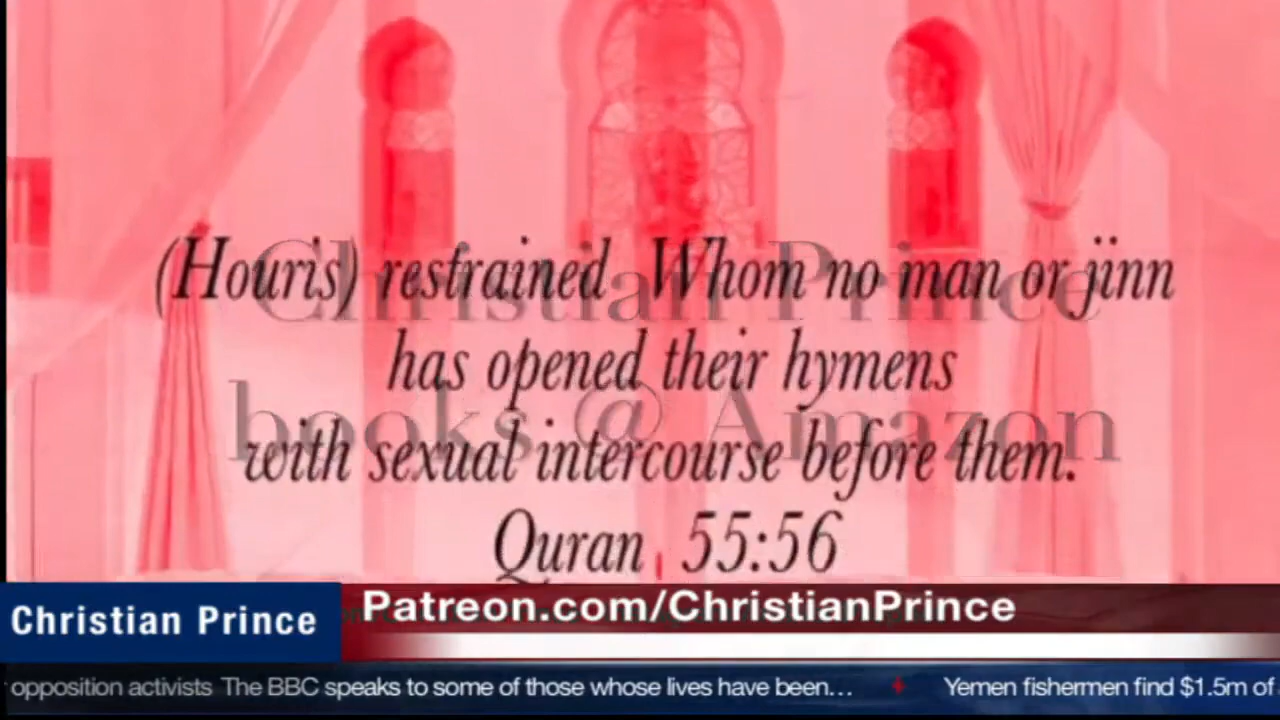 (Houris) restrained Whom no man or jinn
Christian Prince
has opened their hymens
books @ Amazon
with sexual intercourse before them.
Quran 55:56
Christian Prince
Patreon.com/ChristianPrince
opposition activists The BBC speaks to some of those whose lives have been... Yemen fishermen find $1.5m of